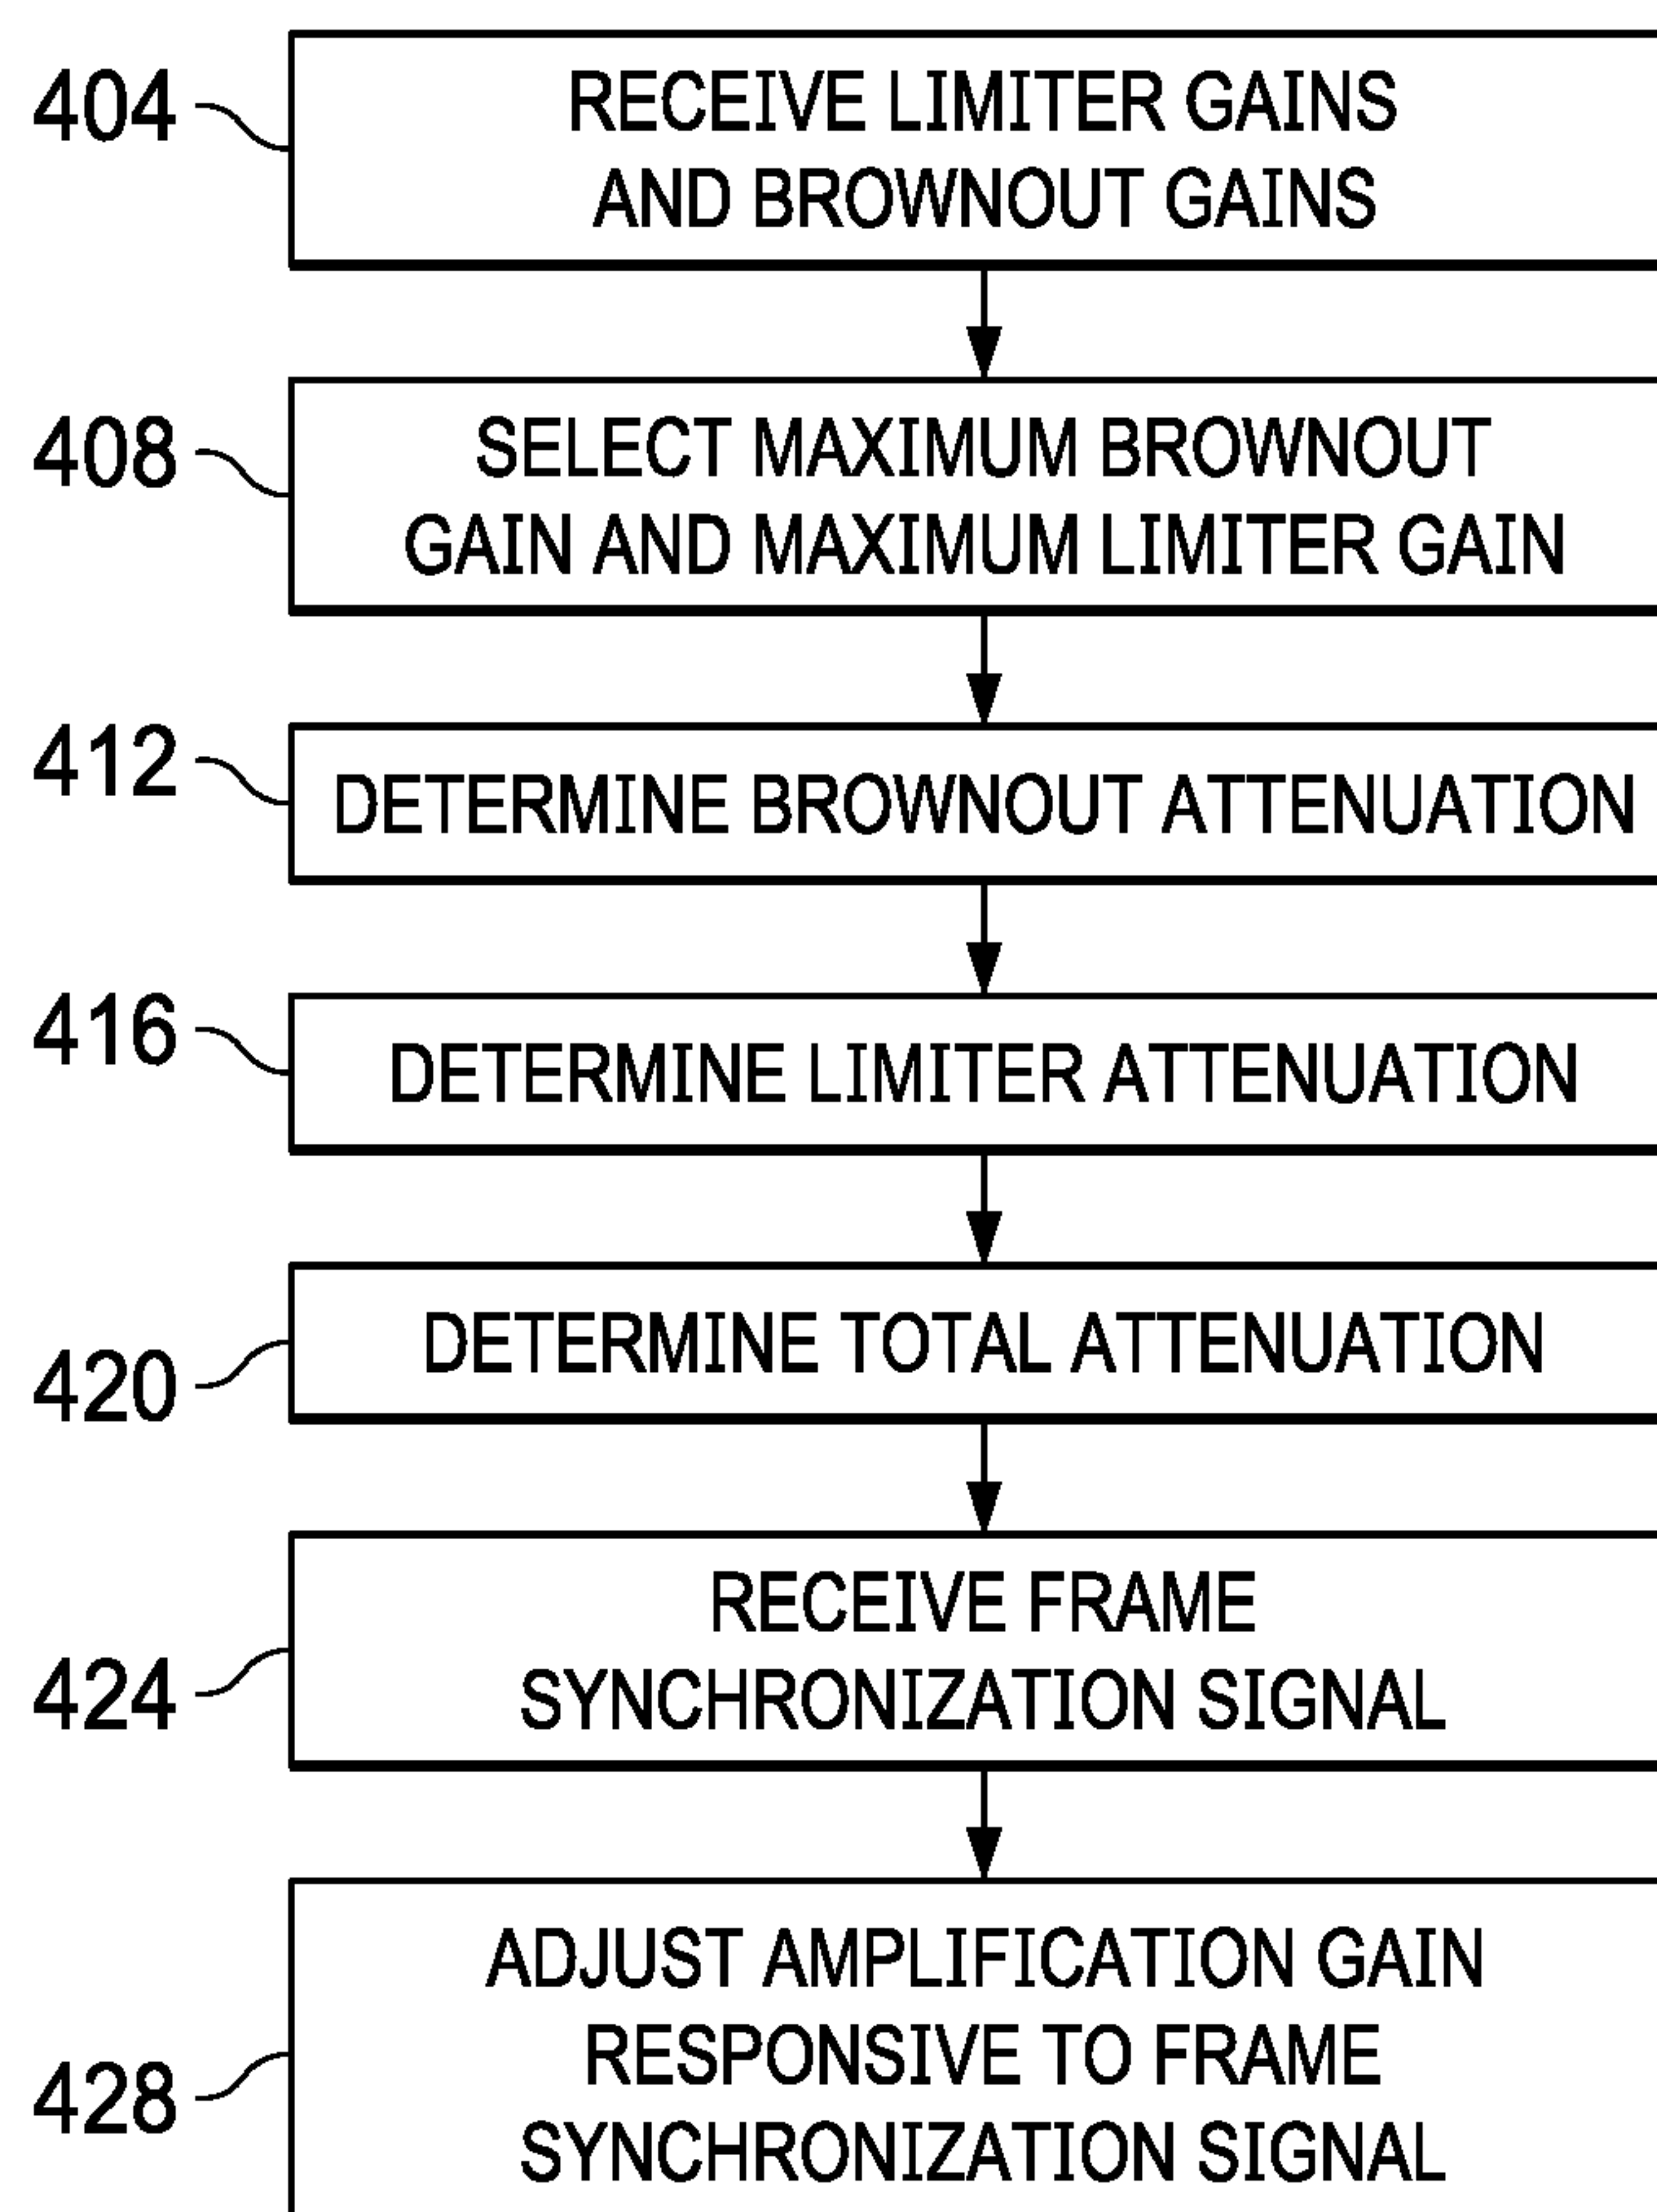 404
RECEIVE LIMITER GAINS
AND BROWNOUT GAINS
408
SELECT MAXIMUM BROWNOUT
GAIN AND MAXIMUM LIMITER GAIN
412
DETERMINE BROWNOUT ATTENUATION
416
DETERMINE LIMITER ATTENUATION
420
DETERMINE TOTAL ATTENUATION
424
RECEIVE FRAME
SYNCHRONIZATION SIGNAL
428
ADJUST AMPLIFICATION GAIN
RESPONSIVE TO FRAME
SYNCHRONIZATION SIGNAL